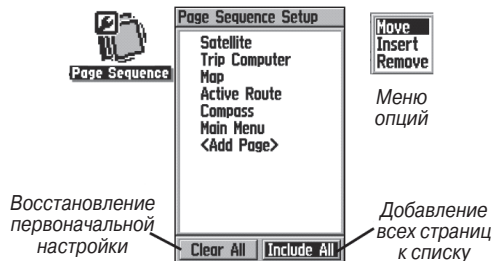 Page Sequence
Page Sequence Setup
Satellite
Trip Computer
Map
Active Route
Compass
Main Menu
<Add Page>
Clear All
Include All
Move
Insert
Remove
Меню
опций
Восстановление
первоначальной
настройки
Добавление
всех страниц
к списку